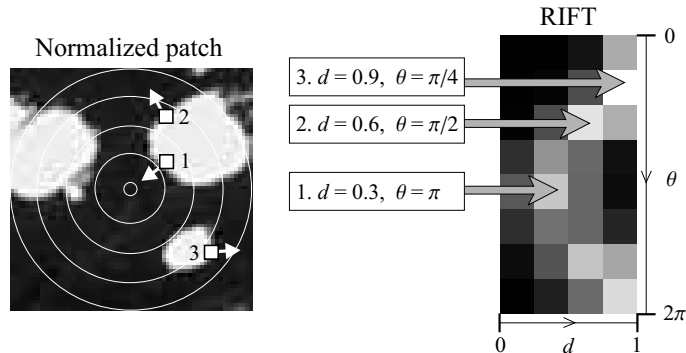 Normalized patch
1
2
3
3. d = 0.9, θ = π/4
2. d = 0.6, θ = π/2
1. d = 0.3, θ = π
RIFT
0
θ
2π
0 d 1